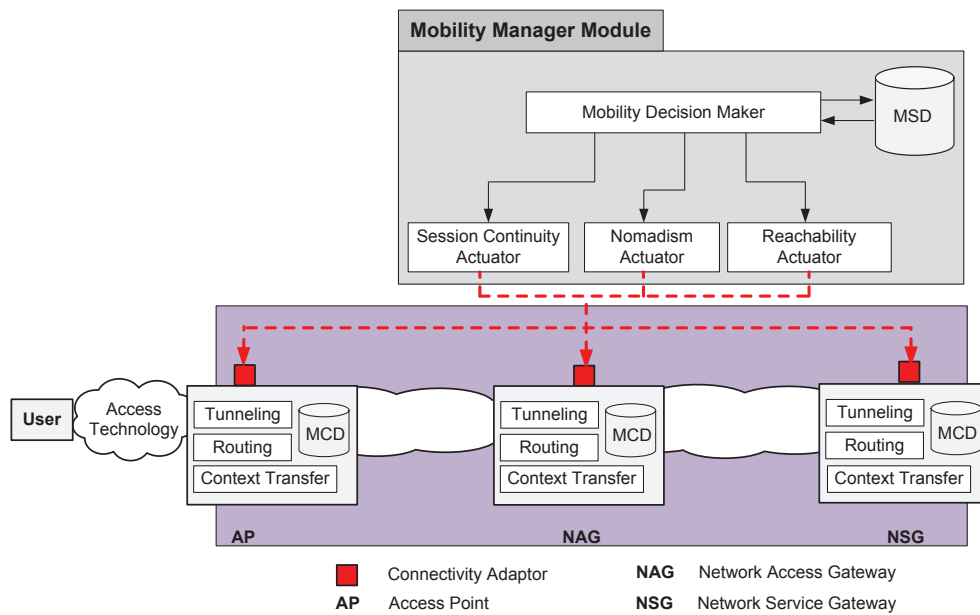 Mobility Manager Module
Mobility Decision Maker
MSD
Session Continuity
Actuator
Nomadism
Actuator
Reachability
Actuator
User
Access
Technology
Tunneling
Routing
Context Transfer
MCD
Tunneling
Routing
Context Transfer
MCD
Tunneling
Routing
Context Transfer
MCD
AP
NAG
NSG
Connectivity Adaptor
NAG Network Access Gateway
AP Access Point
NSG Network Service Gateway